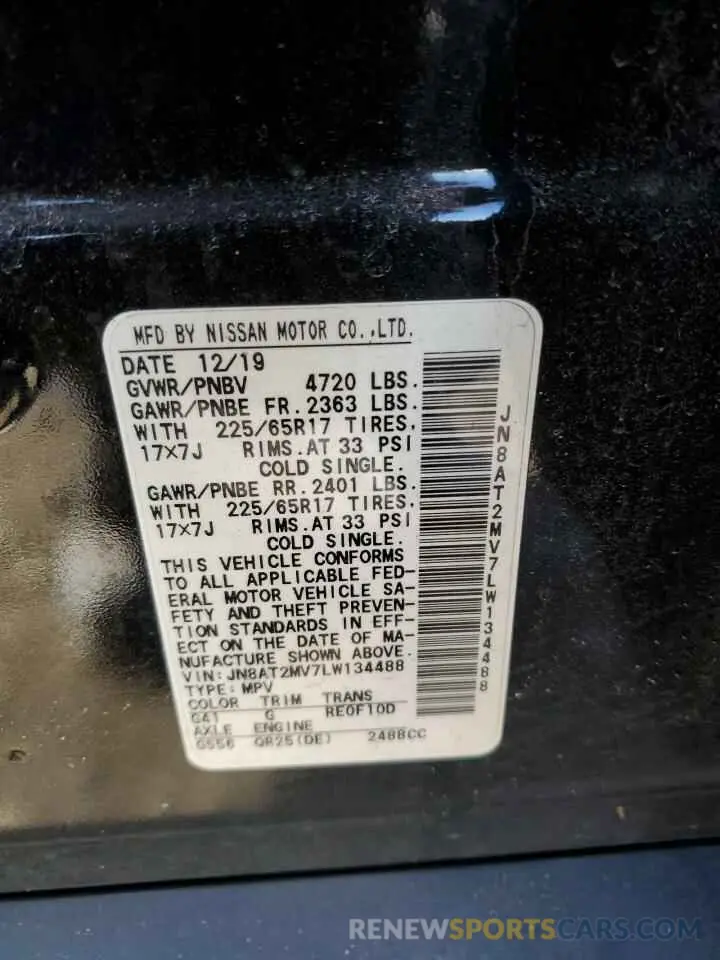 MFD BY NISSAN MOTOR CO.,LTD.
DATE 12/19
GVWR/PNBV 4720 LBS.
GAWR/PNBE FR. 2363 LBS.
WITH 225/65R17 TIRES,
17×7J RIMS.AT 33 PSI
COLD SINGLE.
GAWR/PNBE RR. 2401 LBS.
WITH 225/65R17 TIRES,
17×7J RIMS.AT 33 PSI
COLD SINGLE.
THIS VEHICLE CONFORMS
TO ALL APPLICABLE FED-
ERAL MOTOR VEHICLE SA-
FETY AND THEFT PREVEN-
TION STANDARDS IN EFF-
ECT ON THE DATE OF MA-
NUFACTURE SHOWN ABOVE.
VIN:JN8AT2MV7LW134488
TYPE:MPV
COLOR TRIM TRANS
G41 G RE0F10D
AXLE ENGINE
GS56 QR25(DE) 2488CC
JN8AT2MV7LW134488
RENEWSPORTSCARS.COM